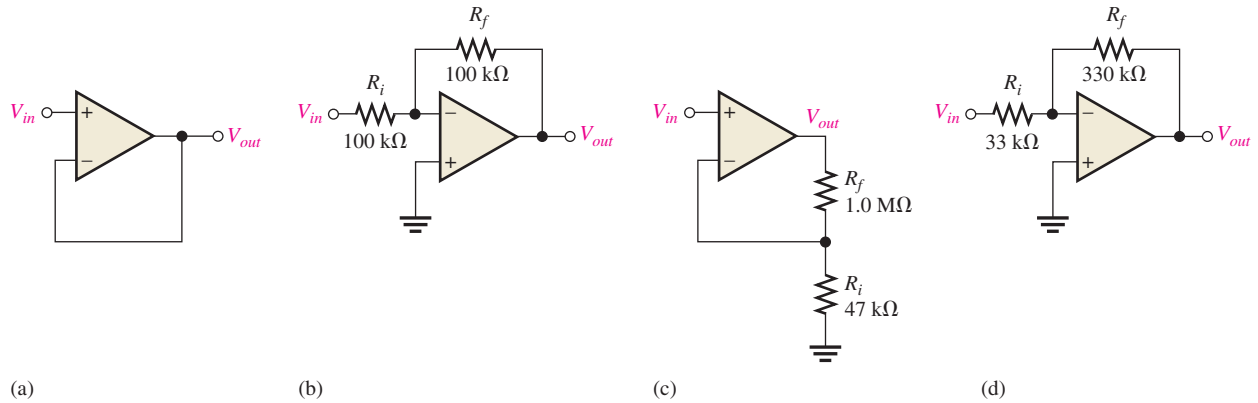 V_in
+
−
V_out
(a)
R_f
100 kΩ
R_i
V_in
100 kΩ
−
+
V_out
(b)
V_in
+
−
V_out
R_f
1.0 MΩ
R_i
47 kΩ
(c)
R_f
330 kΩ
R_i
V_in
33 kΩ
−
+
V_out
(d)